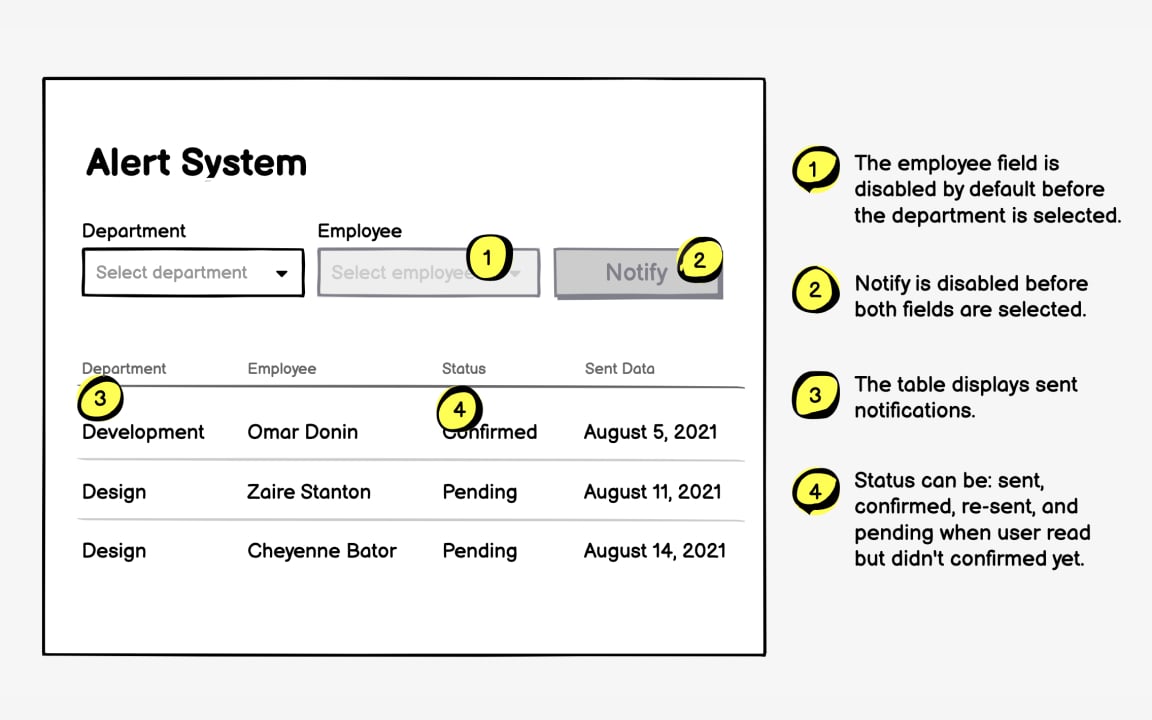 Alert System
Department
Employee
Select department
Select employee
1
Notify
2
Department Employee Status Sent Data
3
4
Development Omar Donin Confirmed August 5, 2021
Design Zaire Stanton Pending August 11, 2021
Design Cheyenne Bator Pending August 14, 2021
1
The employee field is
disabled by default before
the department is selected.
2
Notify is disabled before
both fields are selected.
3
The table displays sent
notifications.
4
Status can be: sent,
confirmed, re-sent, and
pending when user read
but didn't confirmed yet.